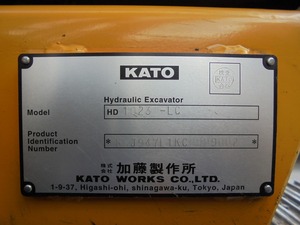 KATO
Hydraulic Excavator
Model HD
Product
Identification
Number
株式会社 加藤製作所
KATO WORKS CO.,LTD.
1-9-37, Higashi-ohi, shinagawa-ku, Tokyo, Japan